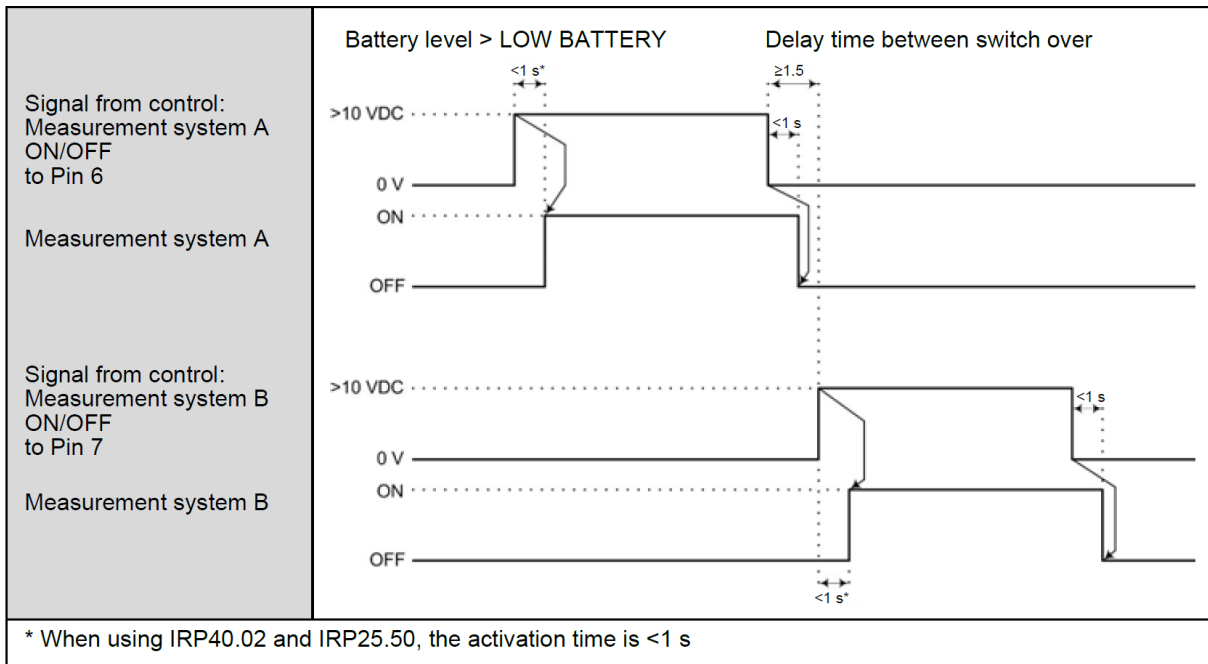 Battery level > LOW BATTERY
Delay time between switch over
<1 s*
≥1.5
Signal from control:
Measurement system A
ON/OFF
to Pin 6
>10 VDC
<1 s
0 V
ON
Measurement system A
OFF
Signal from control:
Measurement system B
ON/OFF
to Pin 7
>10 VDC
<1 s
0 V
ON
Measurement system B
OFF
<1 s*
* When using IRP40.02 and IRP25.50, the activation time is <1 s